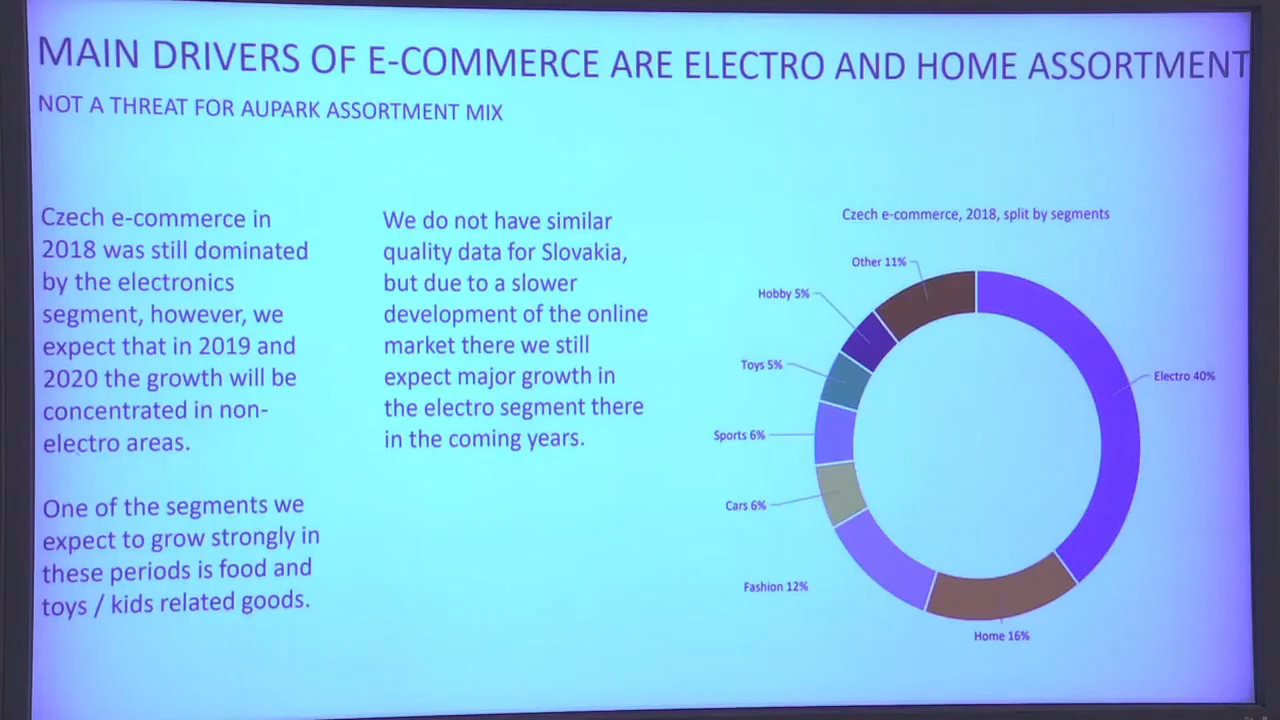 MAIN DRIVERS OF E-COMMERCE ARE ELECTRO AND HOME ASSORTMENT
NOT A THREAT FOR AUPARK ASSORTMENT MIX
Czech e-commerce in
2018 was still dominated
by the electronics
segment, however, we
expect that in 2019 and
2020 the growth will be
concentrated in non-
electro areas.
One of the segments we
expect to grow strongly in
these periods is food and
toys / kids related goods.
We do not have similar
quality data for Slovakia,
but due to a slower
development of the online
market there we still
expect major growth in
the electro segment there
in the coming years.
Czech e-commerce, 2018, split by segments
Other 11%
Hobby 5%
Toys 5%
Electro 40%
Sports 6%
Cars 6%
Fashion 12%
Home 16%